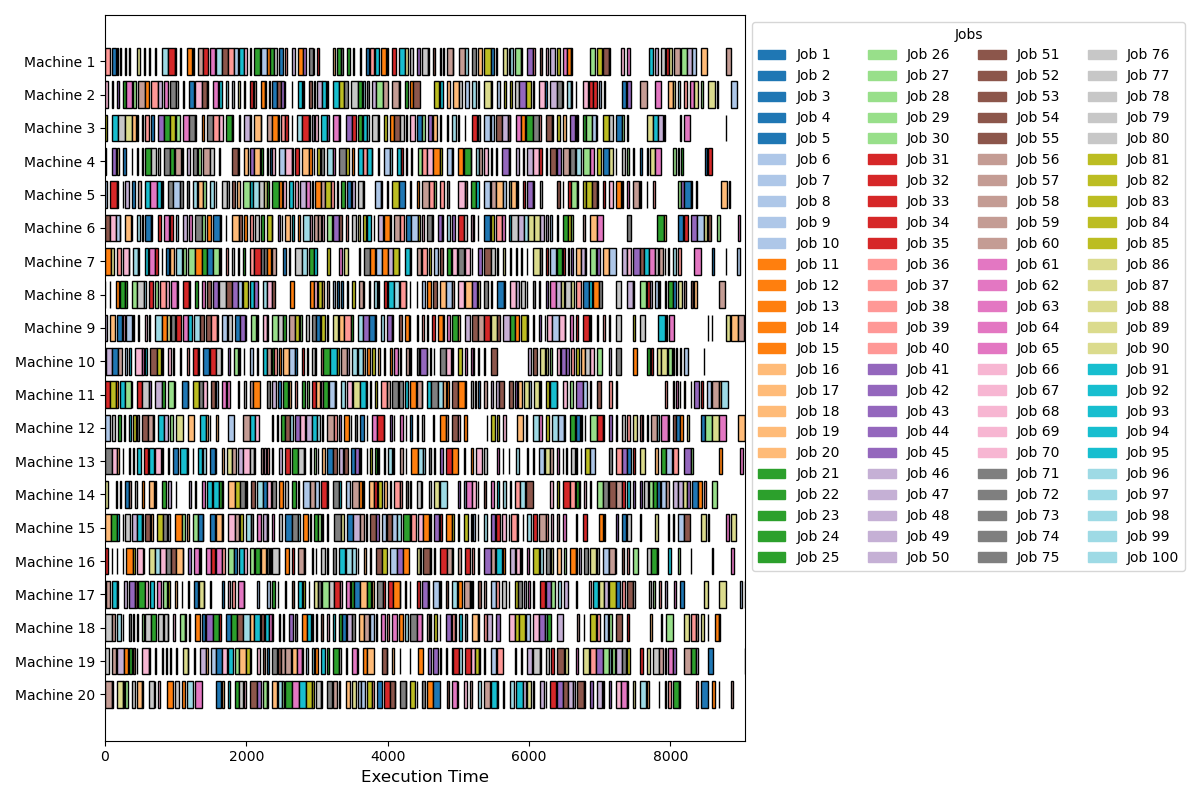 Jobs
Machine 1
Machine 2
Machine 3
Machine 4
Machine 5
Machine 6
Machine 7
Machine 8
Machine 9
Machine 10
Machine 11
Machine 12
Machine 13
Machine 14
Machine 15
Machine 16
Machine 17
Machine 18
Machine 19
Machine 20
0 2000 4000 6000 8000
Execution Time
Job 1 Job 26 Job 51 Job 76
Job 2 Job 27 Job 52 Job 77
Job 3 Job 28 Job 53 Job 78
Job 4 Job 29 Job 54 Job 79
Job 5 Job 30 Job 55 Job 80
Job 6 Job 31 Job 56 Job 81
Job 7 Job 32 Job 57 Job 82
Job 8 Job 33 Job 58 Job 83
Job 9 Job 34 Job 59 Job 84
Job 10 Job 35 Job 60 Job 85
Job 11 Job 36 Job 61 Job 86
Job 12 Job 37 Job 62 Job 87
Job 13 Job 38 Job 63 Job 88
Job 14 Job 39 Job 64 Job 89
Job 15 Job 40 Job 65 Job 90
Job 16 Job 41 Job 66 Job 91
Job 17 Job 42 Job 67 Job 92
Job 18 Job 43 Job 68 Job 93
Job 19 Job 44 Job 69 Job 94
Job 20 Job 45 Job 70 Job 95
Job 21 Job 46 Job 71 Job 96
Job 22 Job 47 Job 72 Job 97
Job 23 Job 48 Job 73 Job 98
Job 24 Job 49 Job 74 Job 99
Job 25 Job 50 Job 75 Job 100